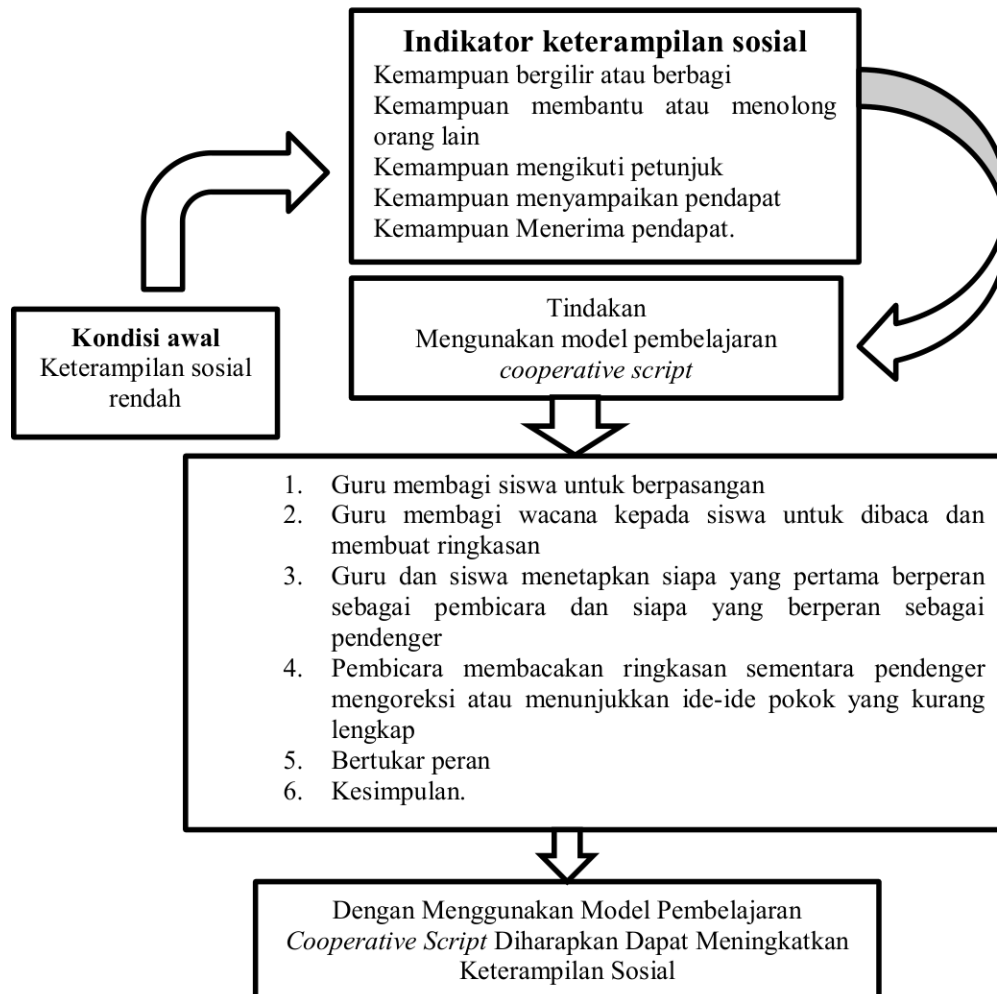 Indikator keterampilan sosial
Kemampuan bergilir atau berbagi
Kemampuan membantu atau menolong
orang lain
Kemampuan mengikuti petunjuk
Kemampuan menyampaikan pendapat
Kemampuan Menerima pendapat.
Kondisi awal
Keterampilan sosial
rendah
Tindakan
Mengunakan model pembelajaran
cooperative script
1. Guru membagi siswa untuk berpasangan
2. Guru membagi wacana kepada siswa untuk dibaca dan
membuat ringkasan
3. Guru dan siswa menetapkan siapa yang pertama berperan
sebagai pembicara dan siapa yang berperan sebagai
pendenger
4. Pembicara membacakan ringkasan sementara pendenger
mengoreksi atau menunjukkan ide-ide pokok yang kurang
lengkap
5. Bertukar peran
6. Kesimpulan.
Dengan Menggunakan Model Pembelajaran
Cooperative Script Diharapkan Dapat Meningkatkan
Keterampilan Sosial